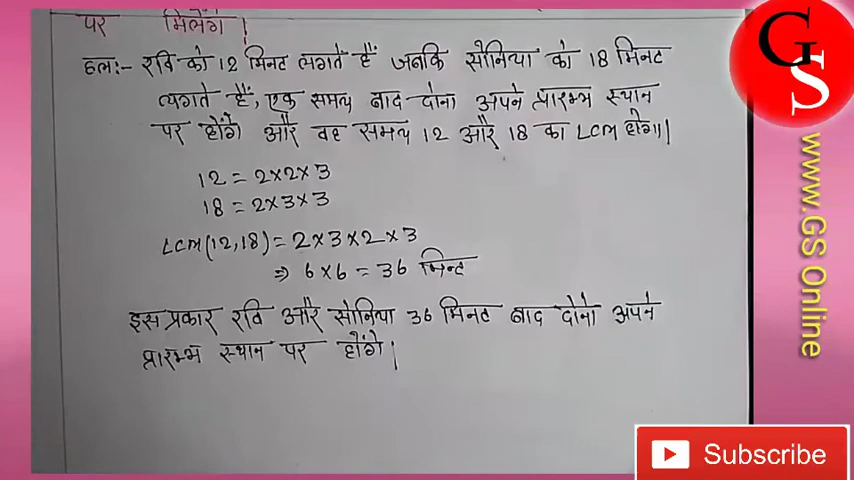 पर मिलेंगे।
हलः- रवि को 12 मिनट लगते हैं जबकि सोनिया को 18 मिनट
लगते हैं, एक समय बाद दोनो अपने प्रारम्भ स्थान
पर होंगे और वह समय 12 और 18 का LCM होगा।
12 = 2×2×3
18 = 2×3×3
LCM(12,18) = 2×3×2×3
⇒ 6×6 = 36 मिन्ट
इस प्रकार रवि और सोनिया 36 मिनट बाद दोनो अपने
प्रारम्भ स्थान पर होंगे।
GS
www.GS Online
Subscribe